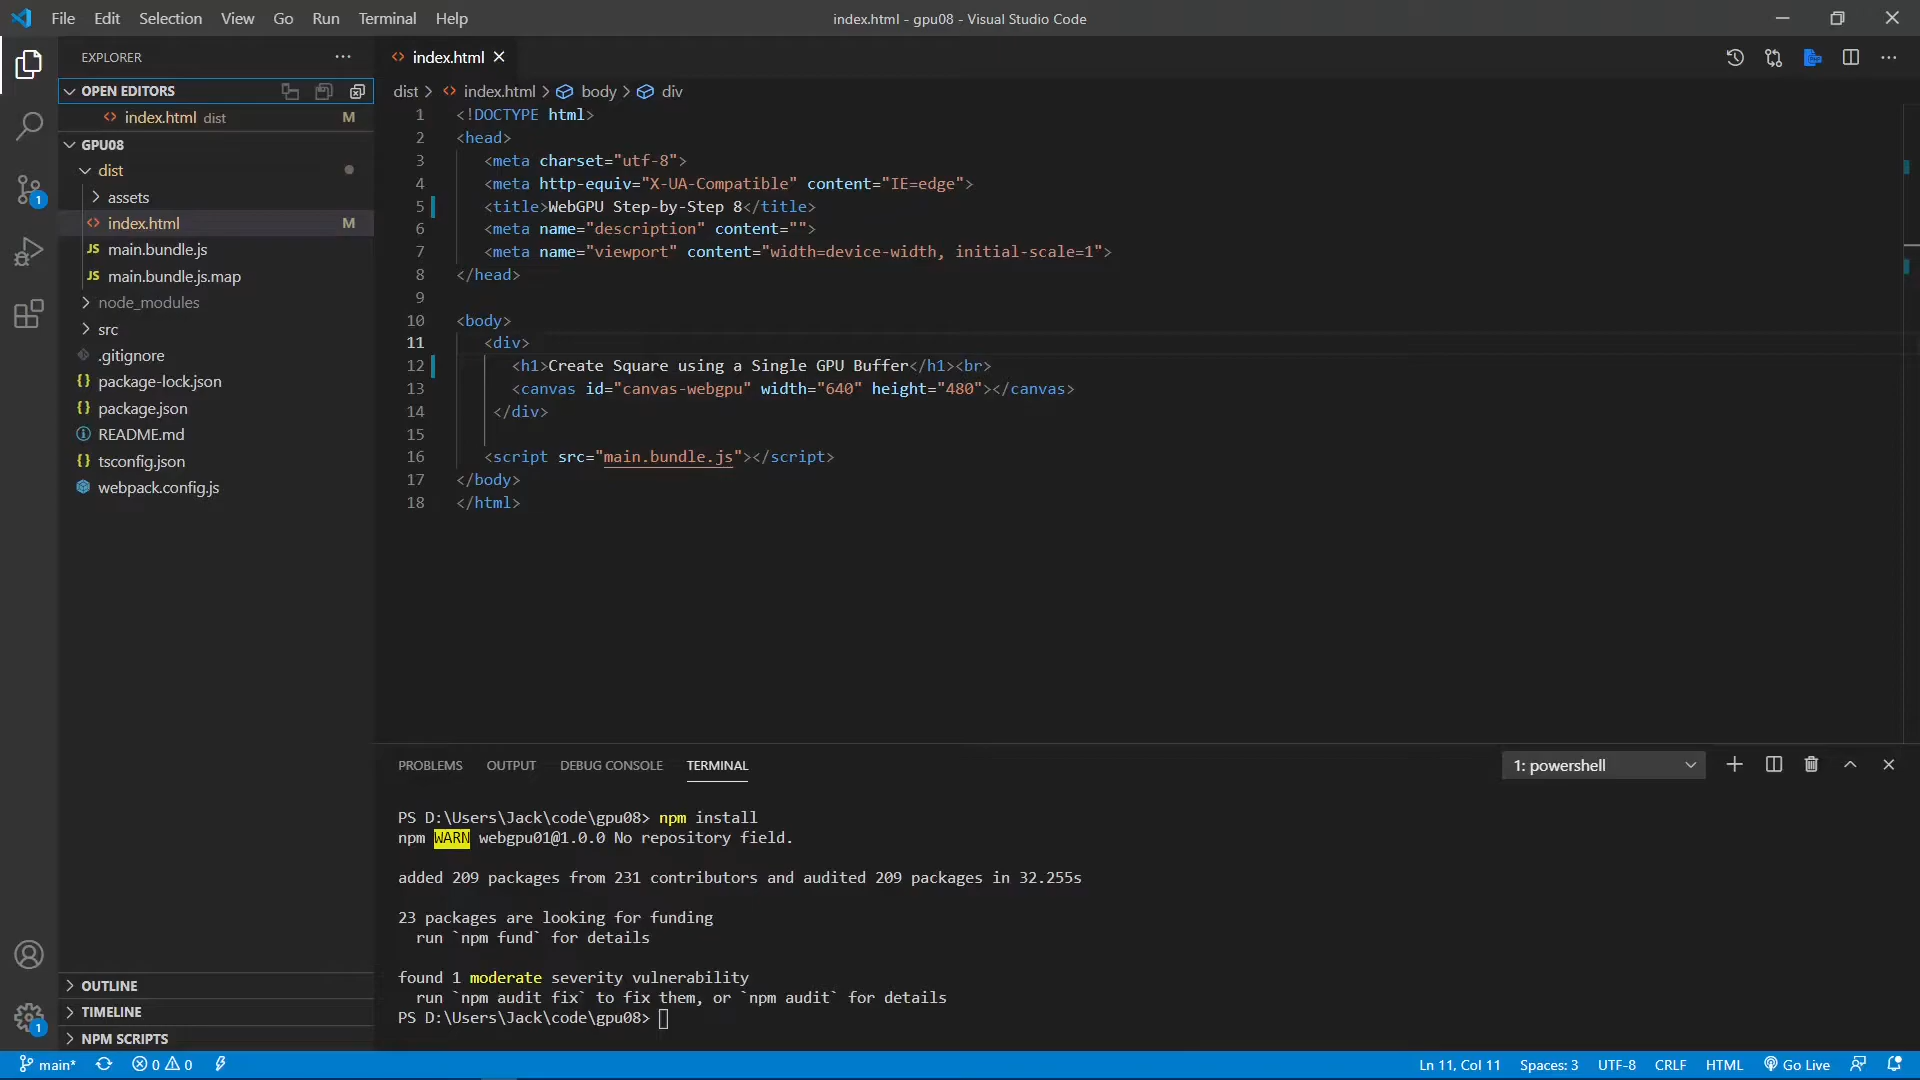 File Edit Selection View Go Run Terminal Help
index.html - gpu08 - Visual Studio Code
EXPLORER
OPEN EDITORS
index.html dist M
GPU08
dist
assets
index.html M
JS main.bundle.js
JS main.bundle.js.map
node_modules
src
.gitignore
{} package-lock.json
{} package.json
README.md
{} tsconfig.json
webpack.config.js
OUTLINE
TIMELINE
NPM SCRIPTS
1
1
index.html
dist > index.html > body > div
1 <!DOCTYPE html>
2 <head>
3 <meta charset="utf-8">
4 <meta http-equiv="X-UA-Compatible" content="IE=edge">
5 <title>WebGPU Step-by-Step 8</title>
6 <meta name="description" content="">
7 <meta name="viewport" content="width=device-width, initial-scale=1">
8 </head>
9
10 <body>
11 <div>
12 <h1>Create Square using a Single GPU Buffer</h1><br>
13 <canvas id="canvas-webgpu" width="640" height="480"></canvas>
14 </div>
15
16 <script src="main.bundle.js"></script>
17 </body>
18 </html>
PROBLEMS OUTPUT DEBUG CONSOLE TERMINAL
1: powershell
PS D:\Users\Jack\code\gpu08> npm install
npm WARN webgpu01@1.0.0 No repository field.
added 209 packages from 231 contributors and audited 209 packages in 32.255s
23 packages are looking for funding
run `npm fund` for details
found 1 moderate severity vulnerability
run `npm audit fix` to fix them, or `npm audit` for details
PS D:\Users\Jack\code\gpu08>
main* 0 0
Ln 11, Col 11 Spaces: 3 UTF-8 CRLF HTML Go Live